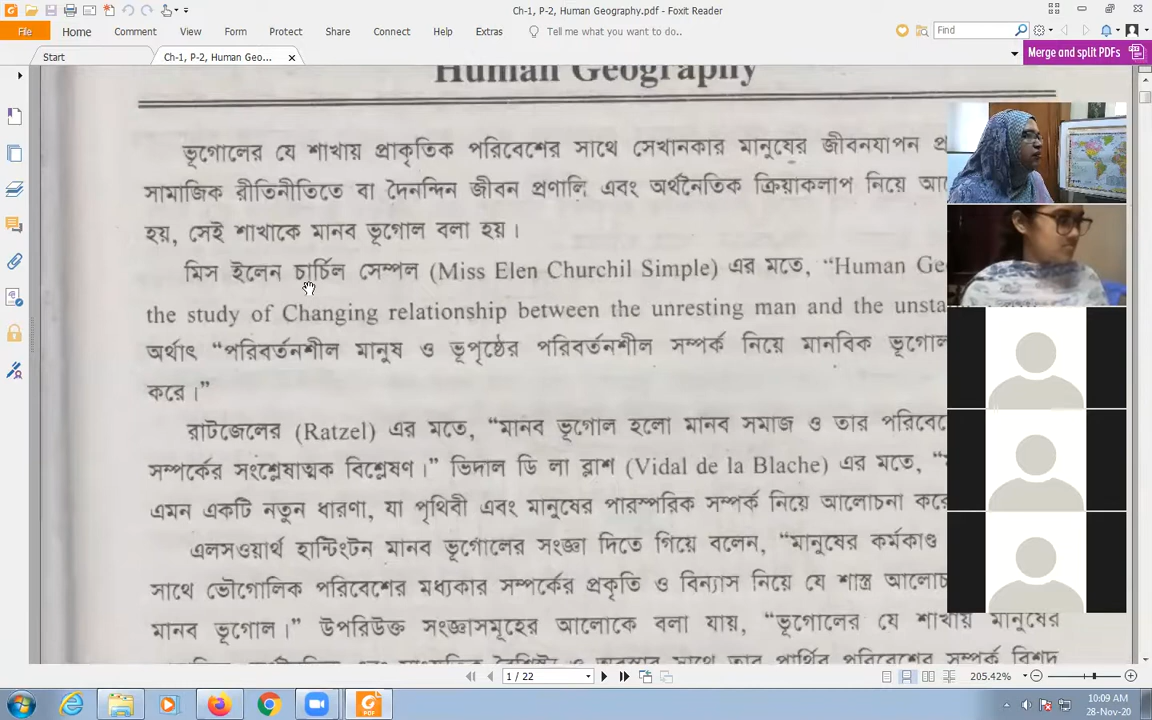 Ch-1, P-2, Human Geography.pdf - Foxit Reader
File Home Comment View Form Protect Share Connect Help Extras Tell me what you want to do.. Find
Start Ch-1, P-2, Human Geo... Merge and split PDFs
Human Geography
ভূগোলের যে শাখায় প্রাকৃতিক পরিবেশের সাথে সেখানকার মানুষের জীবনযাপন
সামাজিক রীতিনীতিতে বা দৈনন্দিন জীবন প্রণালি এবং অর্থনৈতিক ক্রিয়াকলাপ নিয়ে
হয়, সেই শাখাকে মানব ভূগোল বলা হয়।
মিস ইলেন চার্চিল সেম্পল (Miss Elen Churchil Simple) এর মতে, “Human
the study of Changing relationship between the unresting man and the
অর্থাৎ “পরিবর্তনশীল মানুষ ও ভূপৃষ্ঠের পরিবর্তনশীল সম্পর্ক নিয়ে মানবিক ভূগোল
করে।”
রাটজেলের (Ratzel) এর মতে, “মানব ভূগোল হলো মানব সমাজ ও তার
সম্পর্কের সংশ্লেষাত্মক বিশ্লেষণ।” ভিদাল ডি লা ব্লাশ (Vidal de la Blache) এর মতে,
এমন একটি নতুন ধারণা, যা পৃথিবী এবং মানুষের পারস্পরিক সম্পর্ক নিয়ে আলোচনা করে
এলসওয়ার্থ হান্টিংটন মানব ভূগোলের সংজ্ঞা দিতে গিয়ে বলেন, “মানুষের কর্মকাণ্ড
সাথে ভৌগোলিক পরিবেশের মধ্যকার সম্পর্কের প্রকৃতি ও বিন্যাস নিয়ে যে শাস্ত্র
মানব ভূগোল।” উপরিউক্ত সংজ্ঞাসমূহের আলোকে বলা যায়, “ভূগোলের যে শাখায় মানুষের
1 / 22 205.42%
10:09 AM
28-Nov-20